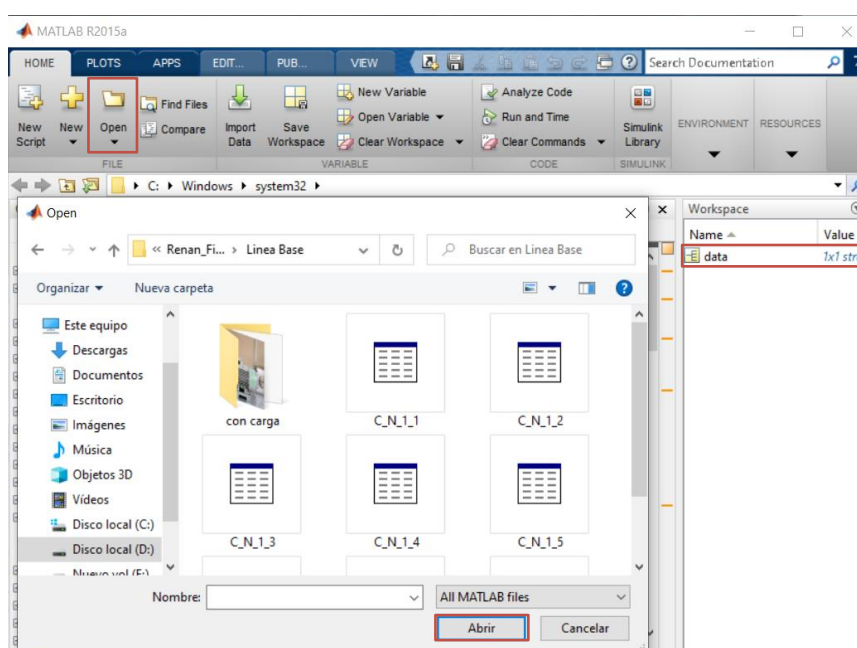 MATLAB R2015a
HOME PLOTS APPS EDIT... PUB... VIEW Search Documentation
New Script
New
Open
Find Files
Compare
Import Data
Save Workspace
New Variable
Open Variable
Clear Workspace
Analyze Code
Run and Time
Clear Commands
Simulink Library
ENVIRONMENT
RESOURCES
FILE VARIABLE CODE SIMULINK
C: Windows system32
Open
Workspace
Name Value
data 1x1 str
« Renan_Fi... › Linea Base
Buscar en Linea Base
Organizar Nueva carpeta
Este equipo
Descargas
Documentos
Escritorio
Imágenes
Música
Objetos 3D
Vídeos
Disco local (C:)
Disco local (D:)
Nuevo vol (E:)
con carga C_N_1_1 C_N_1_2
C_N_1_3 C_N_1_4 C_N_1_5
Nombre: All MATLAB files
Abrir Cancelar